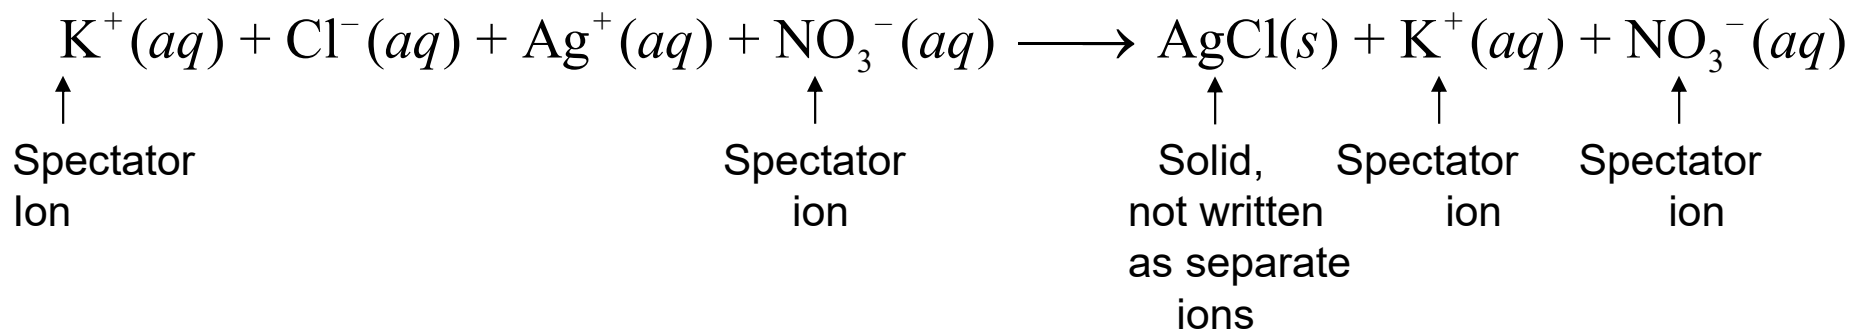 K⁺(aq) + Cl⁻(aq) + Ag⁺(aq) + NO₃⁻(aq) ⟶ AgCl(s) + K⁺(aq) + NO₃⁻(aq)
Spectator
Ion
Spectator
ion
Solid,
not written
as separate
ions
Spectator
ion
Spectator
ion